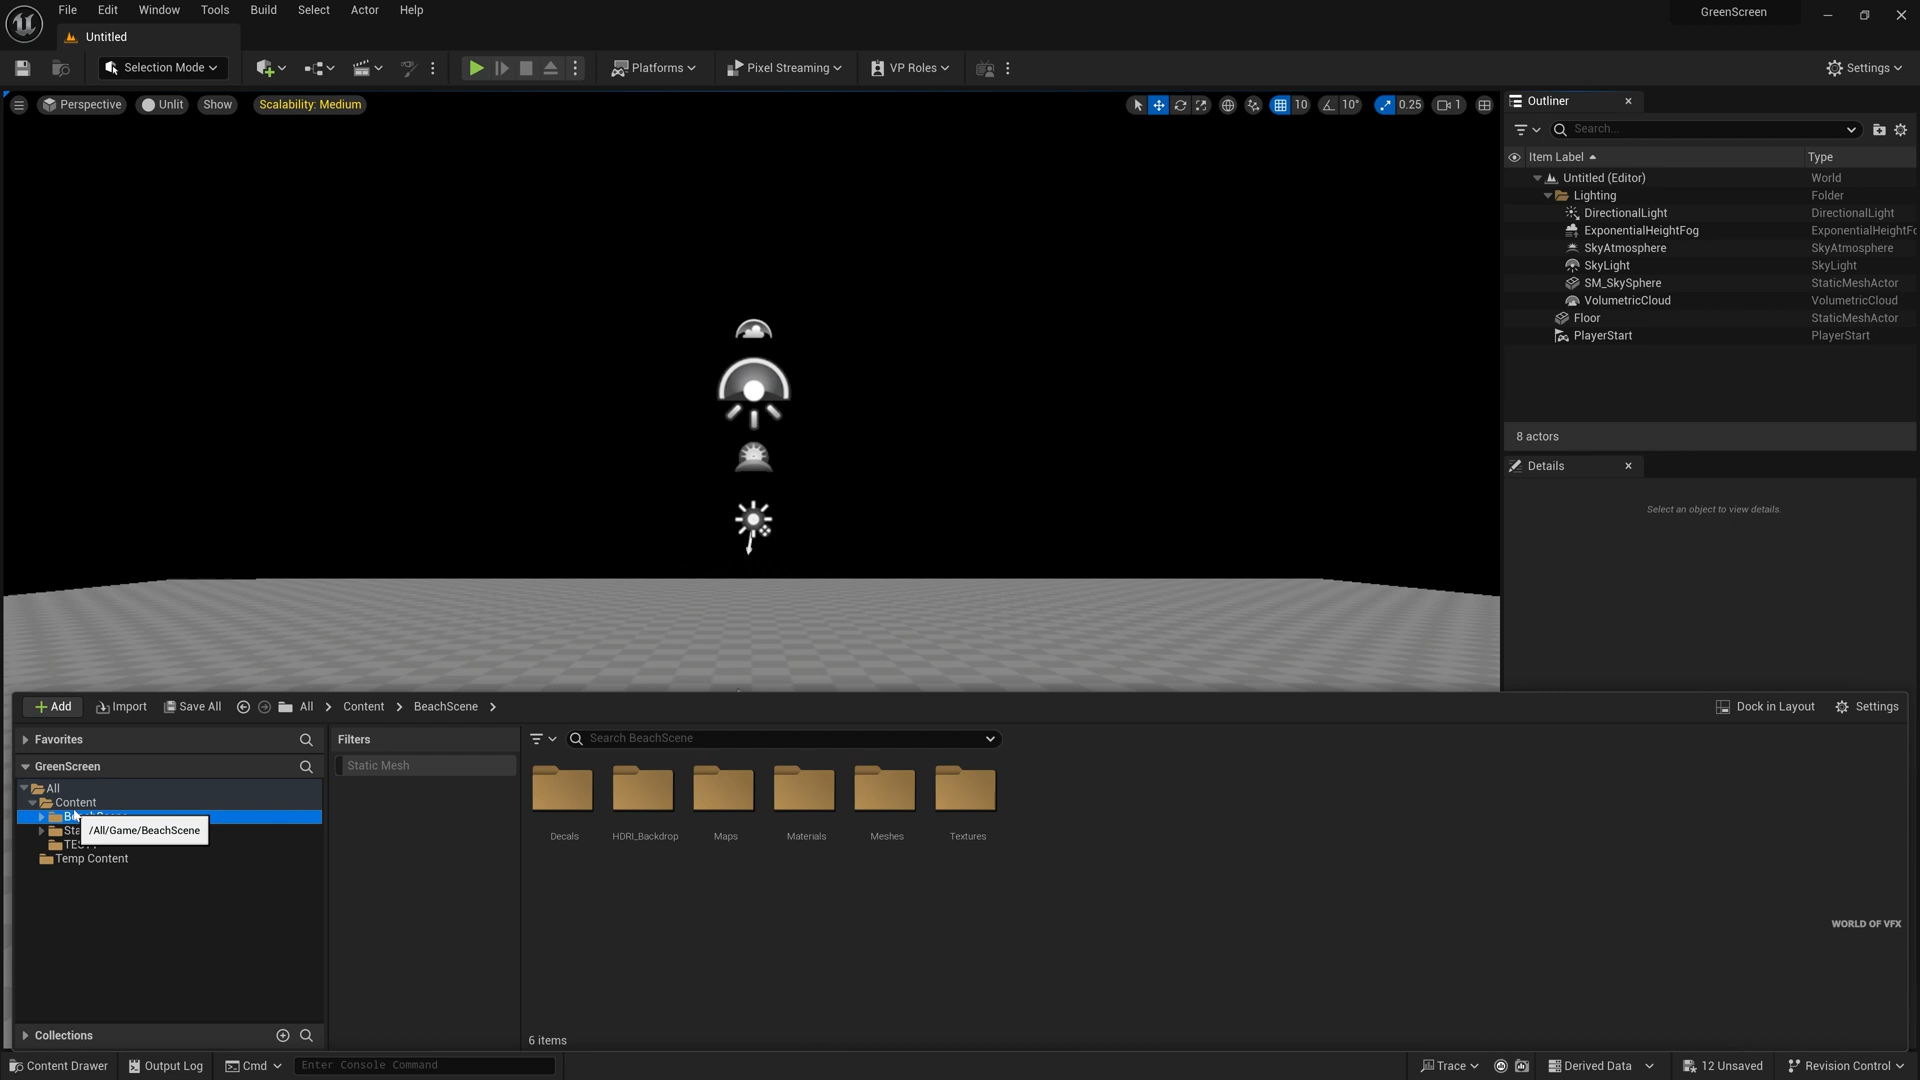 File Edit Window Tools Build Select Actor Help
GreenScreen
Untitled
Selection Mode
Platforms
Pixel Streaming
VP Roles
Settings
Perspective
Unlit
Show
Scalability: Medium
10
10°
0.25
1
Outliner
Search...
Item Label
Type
Untitled (Editor) World
Lighting Folder
DirectionalLight DirectionalLight
ExponentialHeightFog ExponentialHeightFo
SkyAtmosphere SkyAtmosphere
SkyLight SkyLight
SM_SkySphere StaticMeshActor
VolumetricCloud VolumetricCloud
Floor StaticMeshActor
PlayerStart PlayerStart
8 actors
Details
Select an object to view details.
Add
Import
Save All
All
Content
BeachScene
Dock in Layout
Settings
Favorites
GreenScreen
All
Content
/All/Game/BeachScene
Temp Content
Collections
Filters
Static Mesh
Search BeachScene
Decals HDRI_Backdrop Maps Materials Meshes Textures
WORLD OF VFX
6 items
Content Drawer
Output Log
Cmd
Enter Console Command
Trace
Derived Data
12 Unsaved
Revision Control